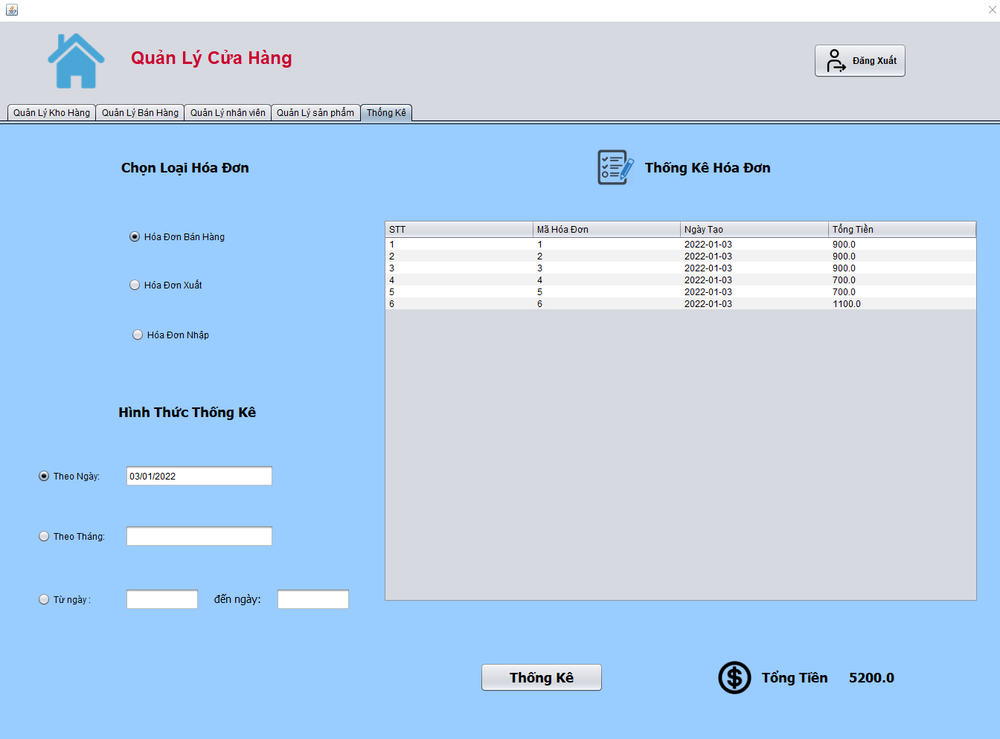 Quản Lý Cửa Hàng
Đăng Xuất
Quản Lý Kho Hàng Quản Lý Bán Hàng Quản Lý nhân viên Quản Lý sản phẩm Thống Kê
Chọn Loại Hóa Đơn
Thống Kê Hóa Đơn
Hóa Đơn Bán Hàng
Hóa Đơn Xuất
Hóa Đơn Nhập
STT Mã Hóa Đơn Ngày Tạo Tổng Tiền
1 1 2022-01-03 900.0
2 2 2022-01-03 900.0
3 3 2022-01-03 900.0
4 4 2022-01-03 700.0
5 5 2022-01-03 700.0
6 6 2022-01-03 1100.0
Hình Thức Thống Kê
Theo Ngày: 03/01/2022
Theo Tháng:
Từ ngày : đến ngày:
Thống Kê
Tổng Tiền 5200.0